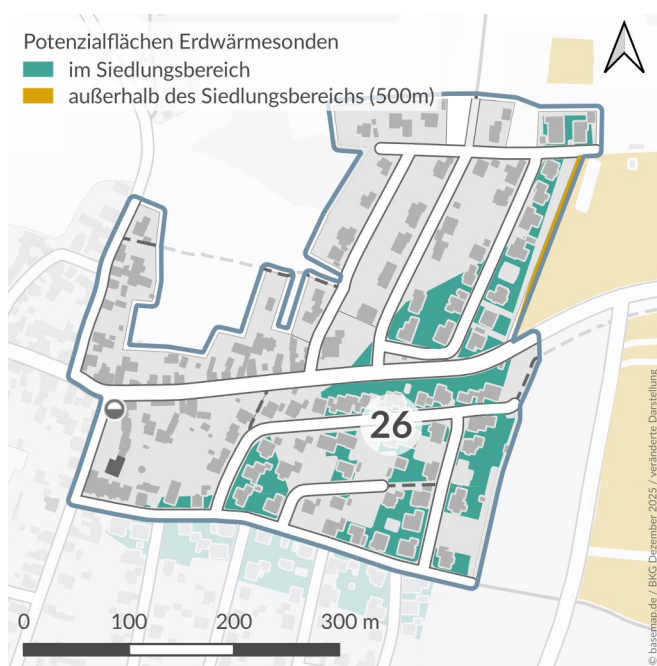 Potenzialflächen Erdwärmesonden
im Siedlungsbereich
außerhalb des Siedlungsbereichs (500m)
26
0 100 200 300 m
© basemap.de / BKG Dezember 2025 / veränderte Darstellung